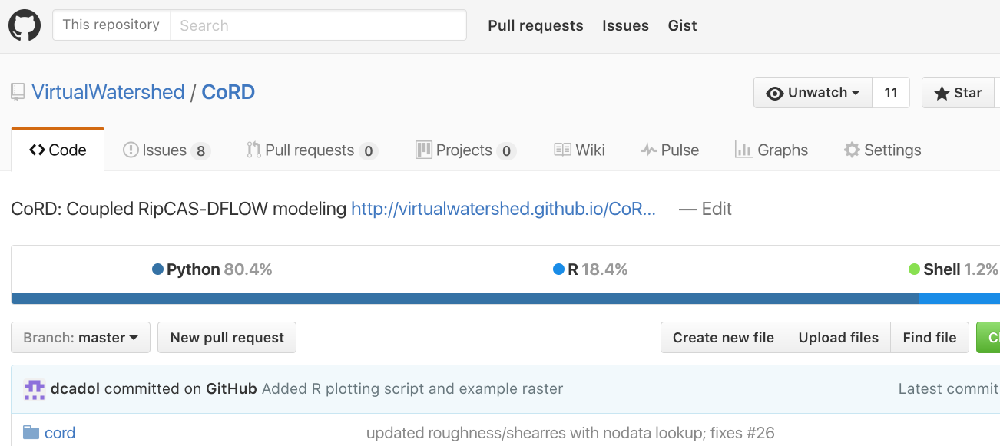 This repository Search Pull requests Issues Gist
VirtualWatershed / CoRD Unwatch 11 Star
Code Issues 8 Pull requests 0 Projects 0 Wiki Pulse Graphs Settings
CoRD: Coupled RipCAS-DFLOW modeling http://virtualwatershed.github.io/CoR... — Edit
Python 80.4% R 18.4% Shell 1.2%
Branch: master New pull request Create new file Upload files Find file
dcadol committed on GitHub Added R plotting script and example raster Latest commit
cord updated roughness/shearres with nodata lookup; fixes #26